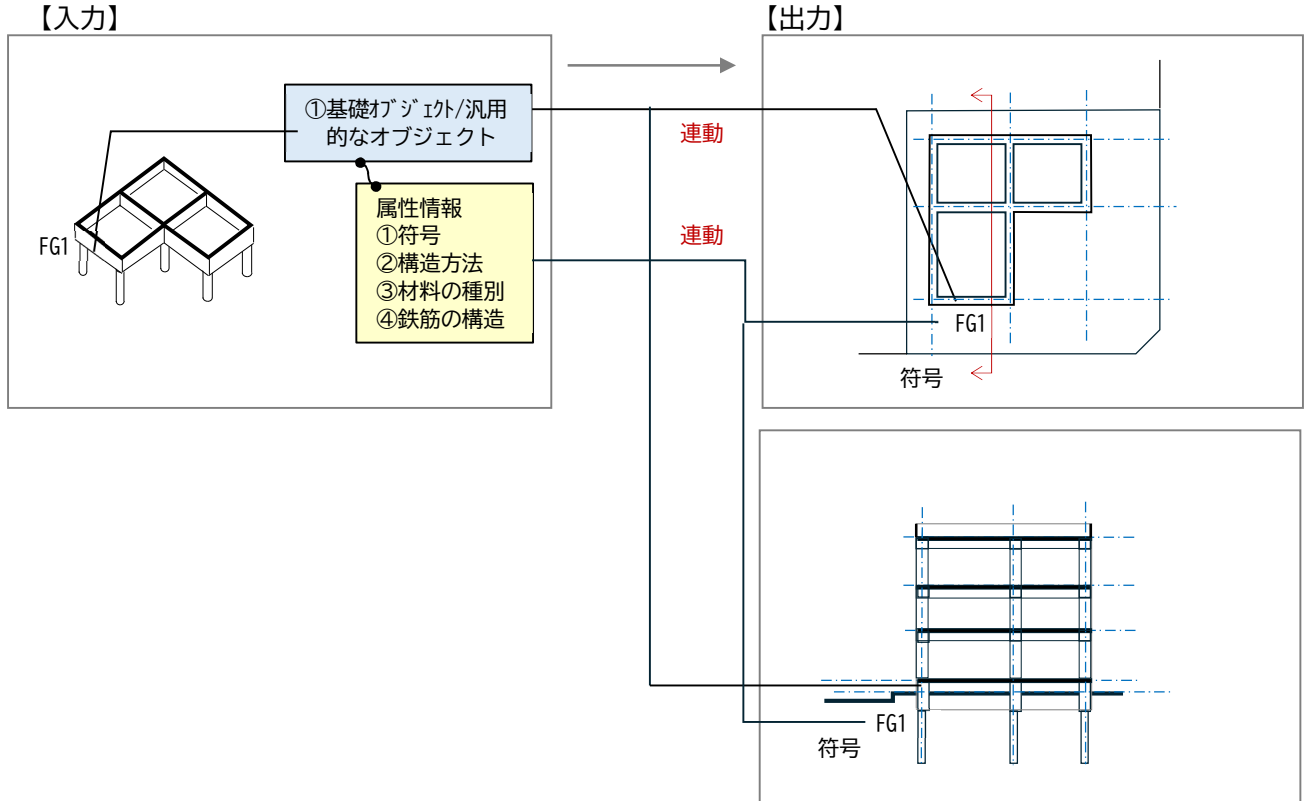 【入力】
【出力】
①基礎ｵﾌﾞｼﾞｪｸﾄ/汎用
的なオブジェクト
連動
属性情報
①符号
②構造方法
③材料の種別
④鉄筋の構造
連動
FG1
FG1
符号
FG1
符号